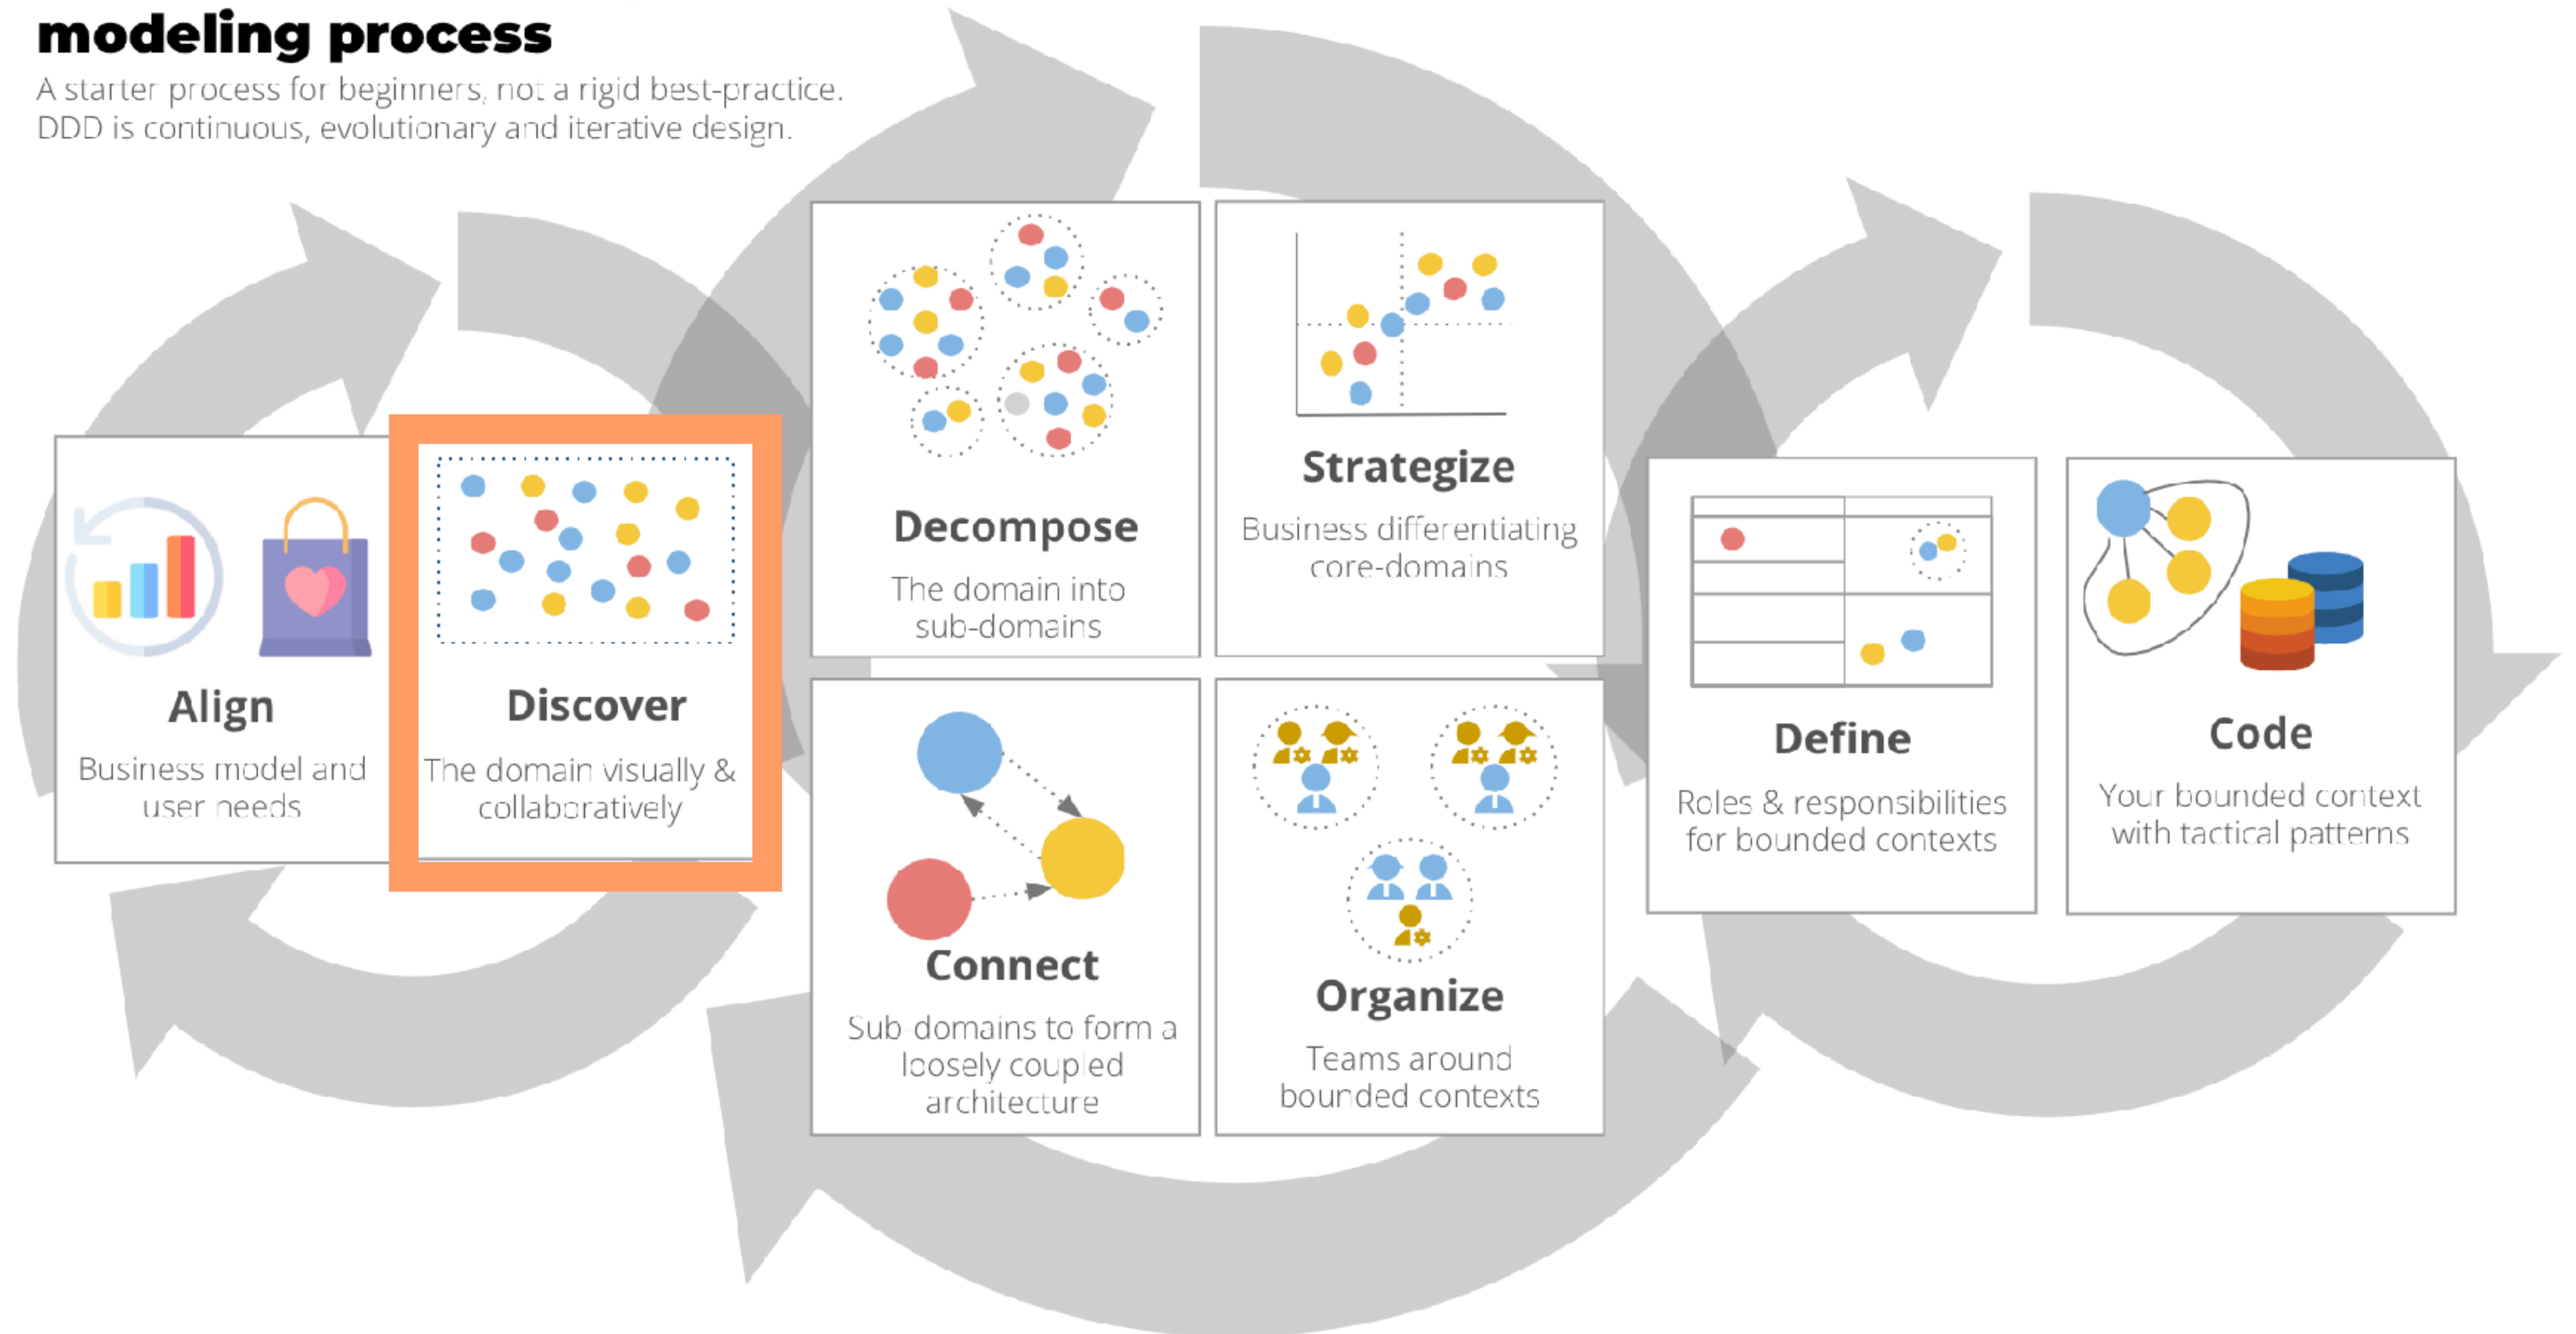 modeling process
A starter process for beginners, not a rigid best-practice.
DDD is continuous, evolutionary and iterative design.
Align
Business model and
user needs
Discover
The domain visually &
collaboratively
Decompose
The domain into
sub-domains
Strategize
Business differentiating
core-domains
Connect
Sub domains to form a
loosely coupled
architecture
Organize
Teams around
bounded contexts
Define
Roles & responsibilities
for bounded contexts
Code
Your bounded context
with tactical patterns